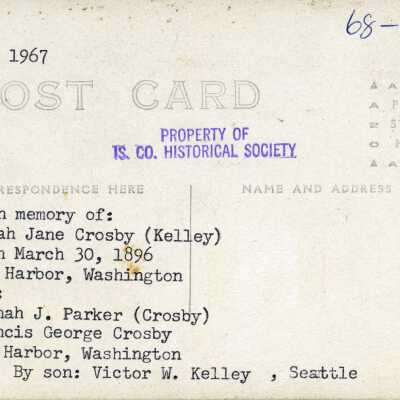 68-
1967
OST CARD
PROPERTY OF
TS. CO. HISTORICAL SOCIETY
RESPONDENCE HERE
NAME AND ADDRESS
n memory of:
ah Jane Crosby (Kelley)
n March 30, 1896
Harbor, Washington
:
nah J. Parker (Crosby)
ncis George Crosby
Harbor, Washington
By son: Victor W. Kelley , Seattle